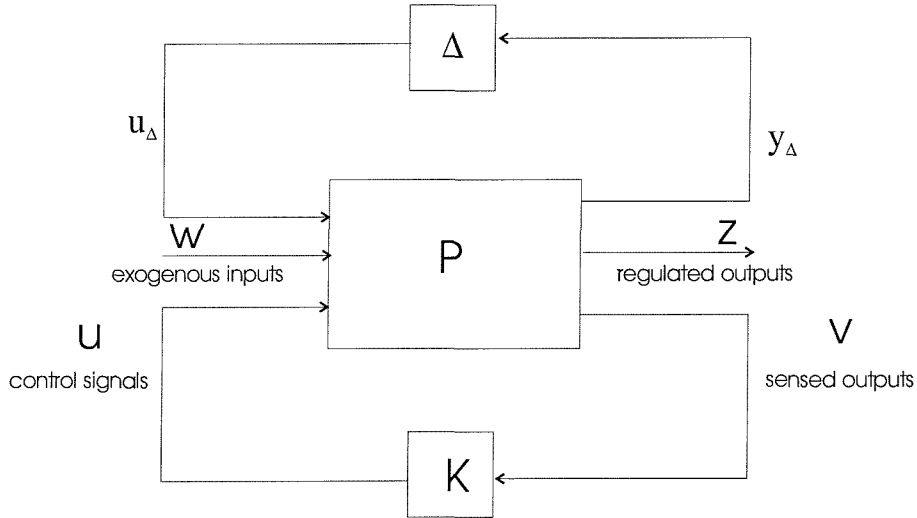 Δ
u_Δ
y_Δ
w
z
P
exogenous inputs
regulated outputs
u
v
control signals
sensed outputs
K